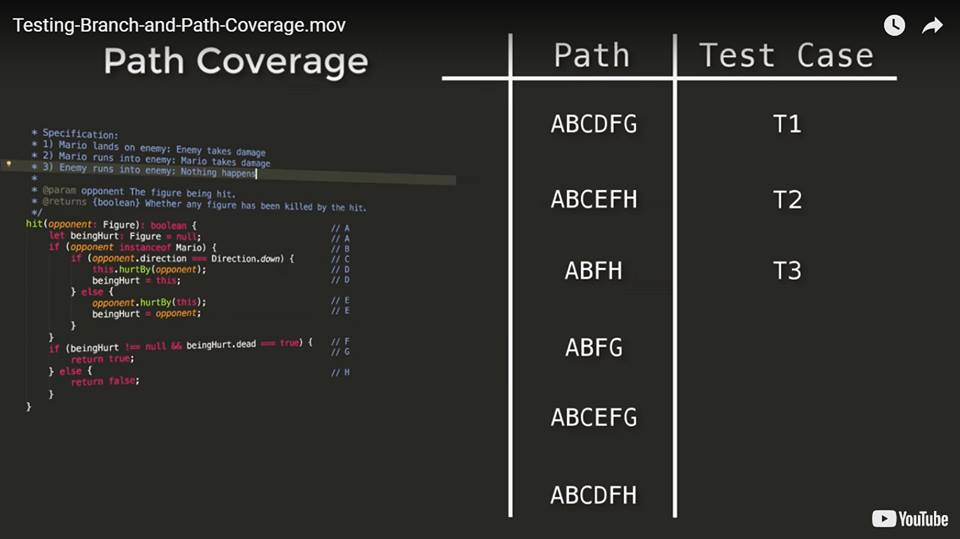 Testing-Branch-and-Path-Coverage.mov
Path Coverage
Path Test Case
* Specification:
* 1) Mario lands on enemy: Enemy takes damage
* 2) Mario runs into enemy: Mario takes damage
* 3) Enemy runs into enemy: Nothing happens
*
* @param opponent The figure being hit.
* @returns {boolean} Whether any figure has been killed by the hit.
*/
hit(opponent: Figure): boolean { // A
let beingHurt: Figure = null; // A
if (opponent instanceof Mario) { // B
if (opponent.direction === Direction.down) { // C
this.hurtBy(opponent); // D
beingHurt = this; // D
} else {
opponent.hurtBy(this); // E
beingHurt = opponent; // E
}
}
if (beingHurt !== null && beingHurt.dead === true) { // F
return true; // G
} else {
return false; // H
}
}
ABCDFG T1
ABCEFH T2
ABFH T3
ABFG
ABCEFG
ABCDFH
YouTube